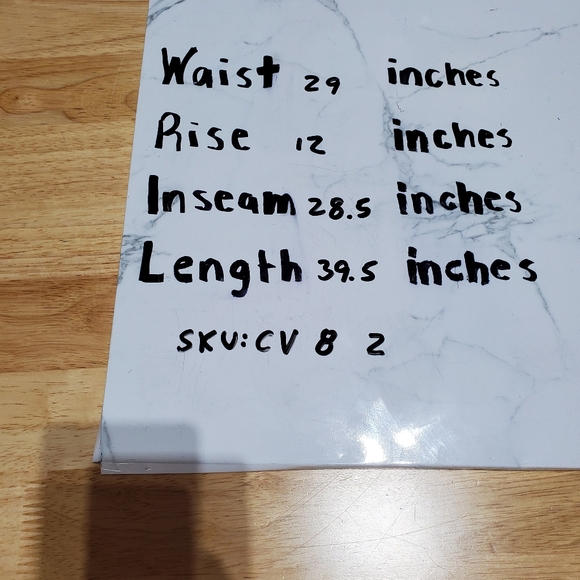 Waist 29 inches
Rise 12 inches
Inseam 28.5 inches
Length 39.5 inches
SKU: CV 8 2